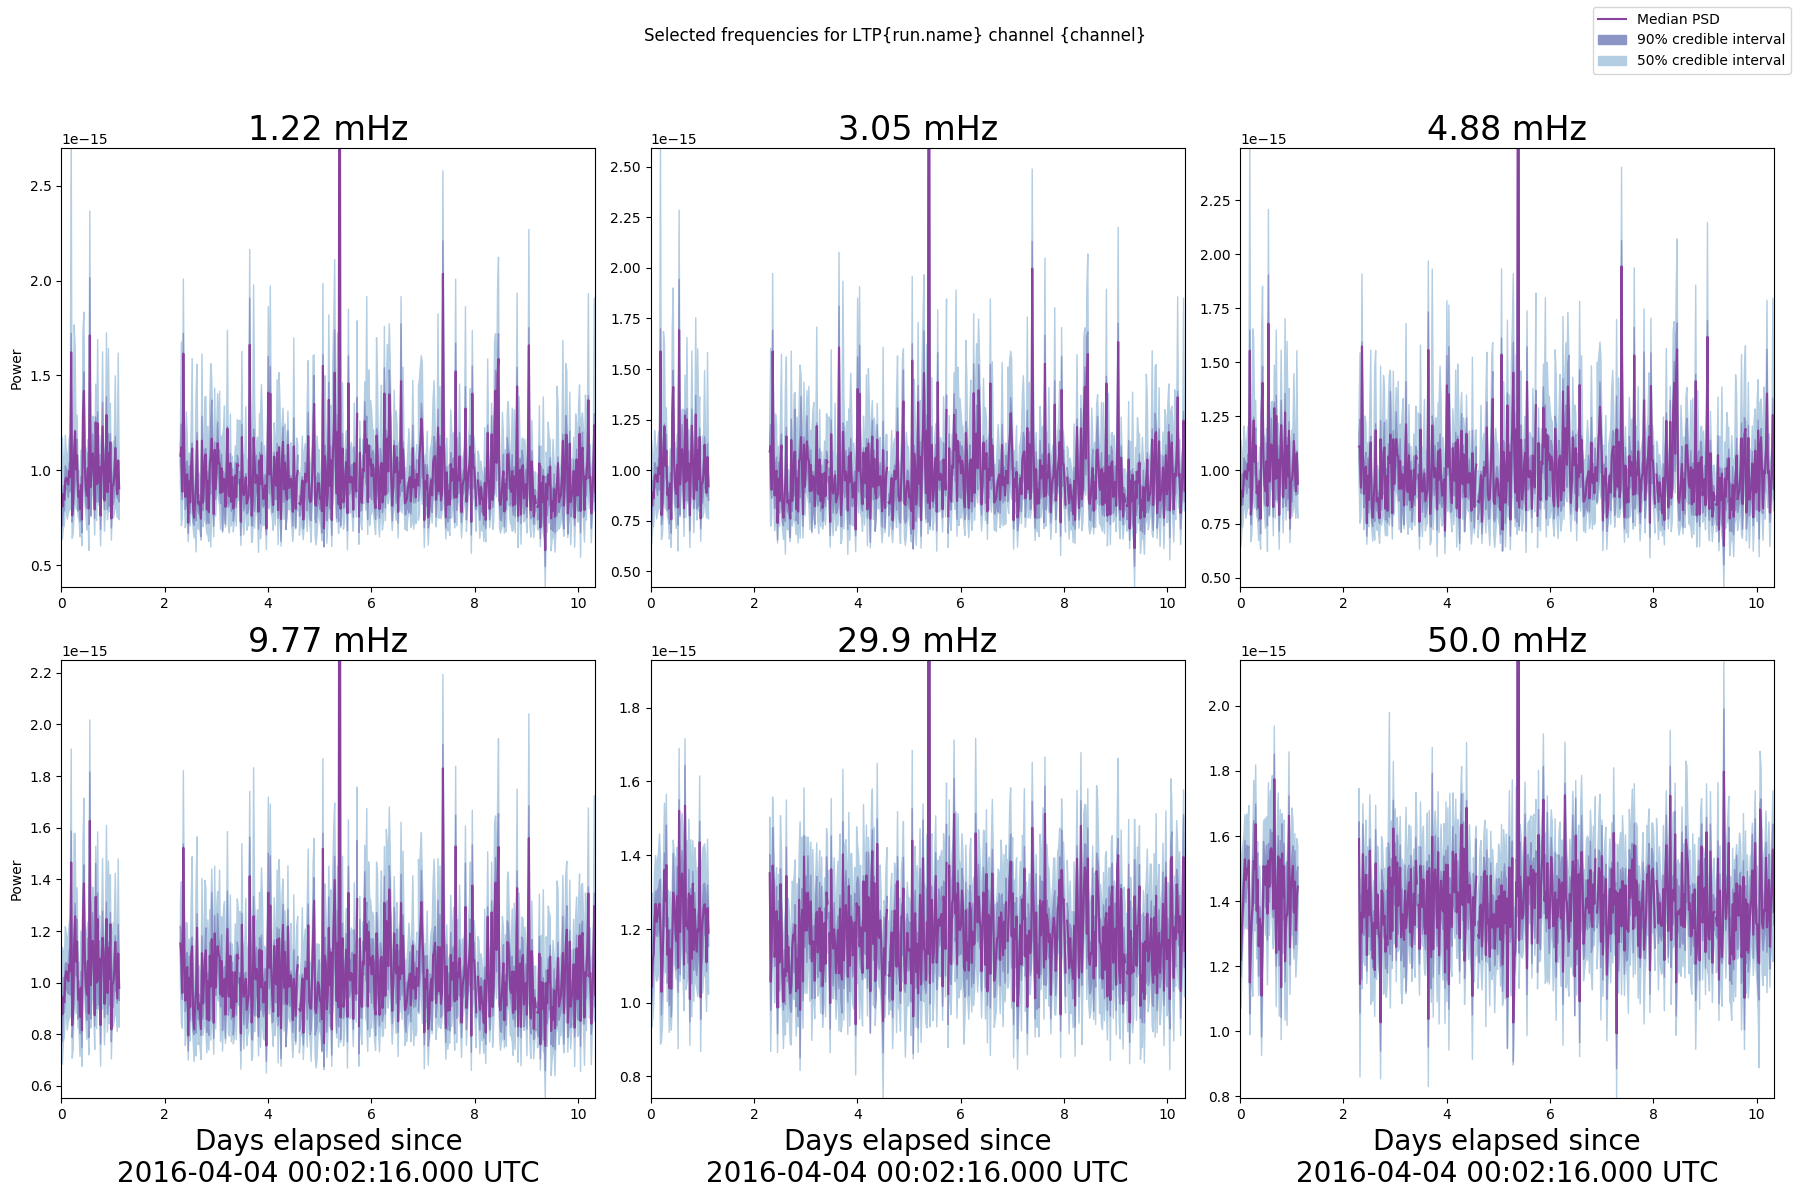 Selected frequencies for LTP{run.name} channel {channel}
Median PSD
90% credible interval
50% credible interval
1.22 mHz
1e−15
2.5
2.0
1.5
1.0
0.5
Power
0 2 4 6 8 10
3.05 mHz
1e−15
2.50
2.25
2.00
1.75
1.50
1.25
1.00
0.75
0.50
0 2 4 6 8 10
4.88 mHz
1e−15
2.25
2.00
1.75
1.50
1.25
1.00
0.75
0.50
0 2 4 6 8 10
9.77 mHz
1e−15
2.2
2.0
1.8
1.6
1.4
1.2
1.0
0.8
0.6
Power
0 2 4 6 8 10
Days elapsed since
2016-04-04 00:02:16.000 UTC
29.9 mHz
1e−15
1.8
1.6
1.4
1.2
1.0
0.8
0 2 4 6 8 10
Days elapsed since
2016-04-04 00:02:16.000 UTC
50.0 mHz
1e−15
2.0
1.8
1.6
1.4
1.2
1.0
0.8
0 2 4 6 8 10
Days elapsed since
2016-04-04 00:02:16.000 UTC